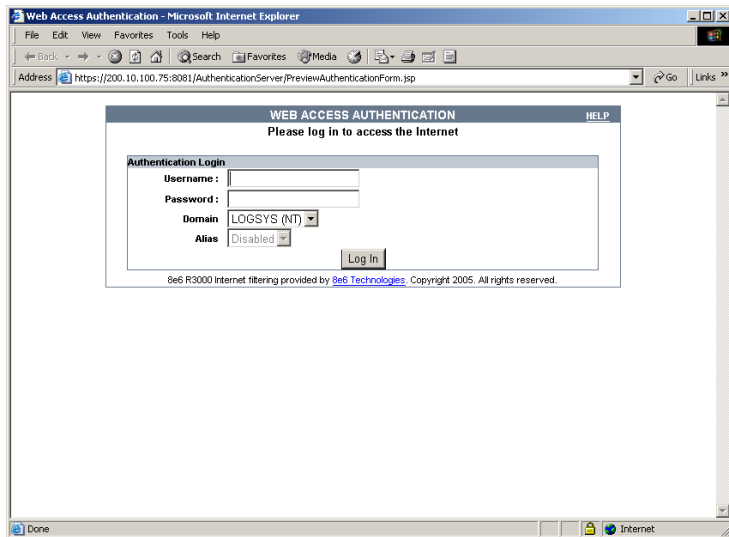 Web Access Authentication - Microsoft Internet Explorer
File Edit View Favorites Tools Help
Back Search Favorites Media
Address https://200.10.100.75:8081/AuthenticationServer/PreviewAuthenticationForm.jsp Go Links »
WEB ACCESS AUTHENTICATION HELP
Please log in to access the Internet
Authentication Login
Username :
Password :
Domain LOGSYS (NT)
Alias Disabled
Log In
8e6 R3000 Internet filtering provided by 8e6 Technologies. Copyright 2005. All rights reserved.
Done Internet